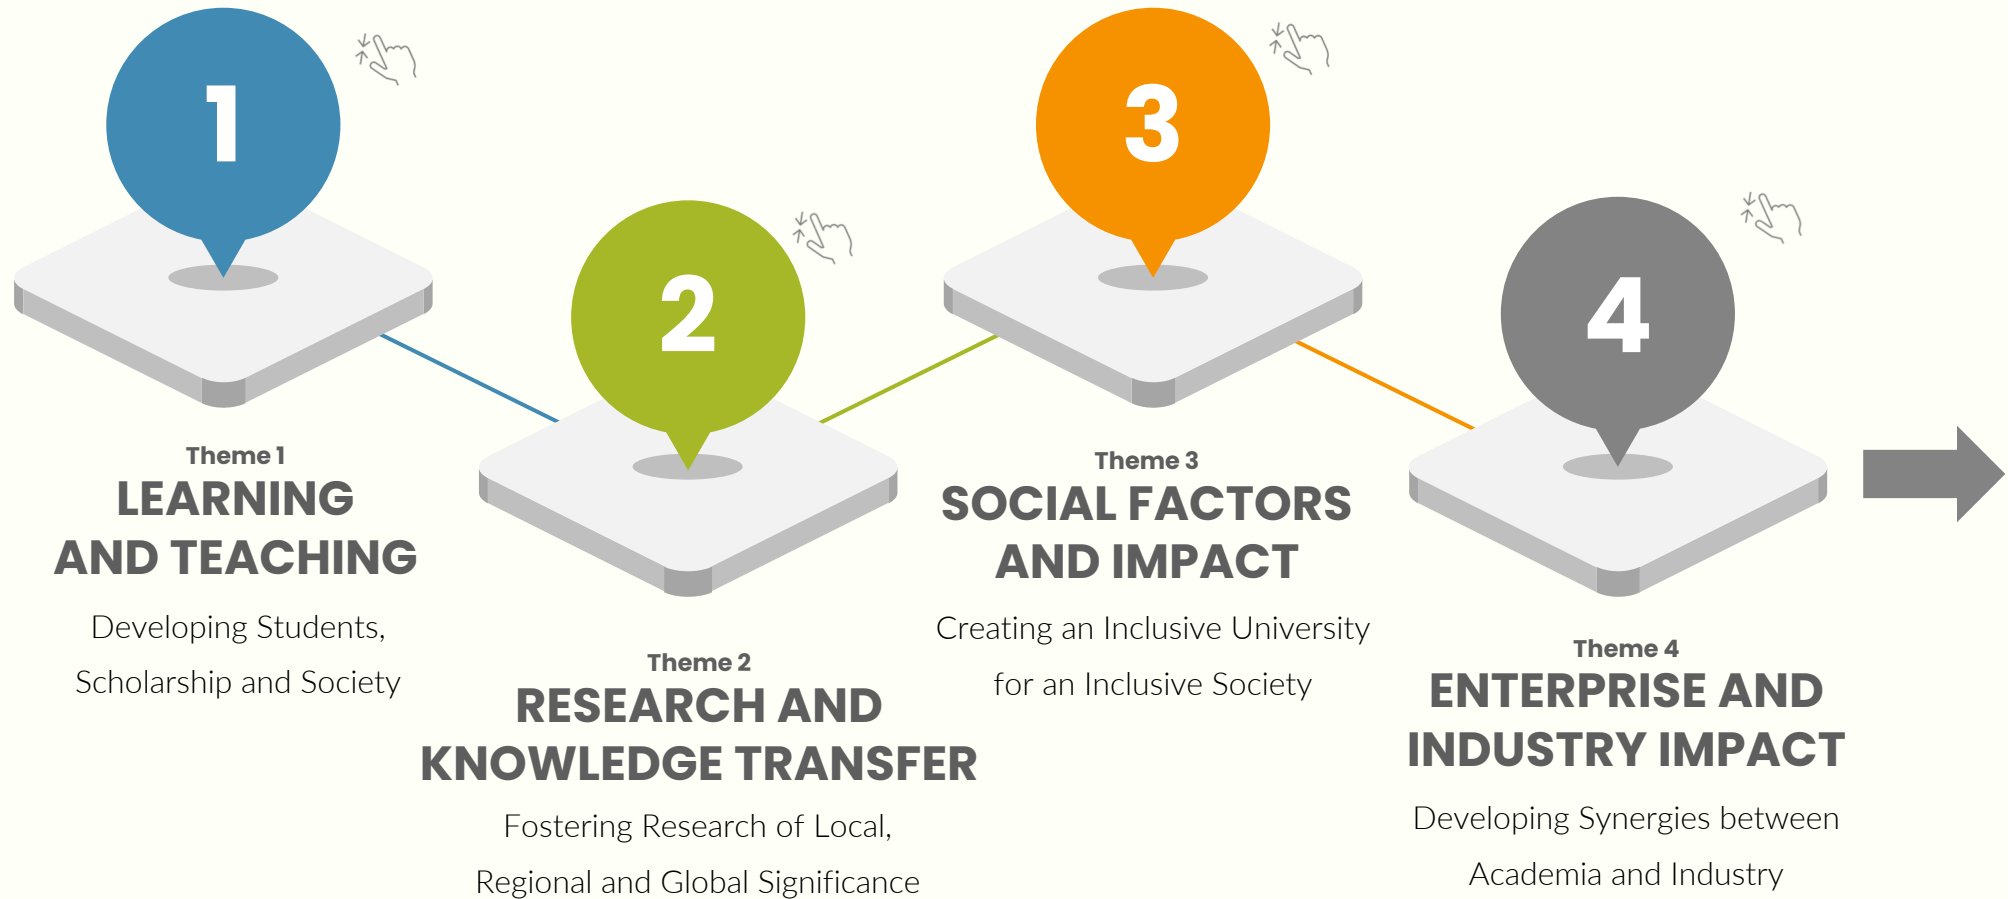 1
Theme 1
LEARNING
AND TEACHING
Developing Students,
Scholarship and Society
2
Theme 2
RESEARCH AND
KNOWLEDGE TRANSFER
Fostering Research of Local,
Regional and Global Significance
3
Theme 3
SOCIAL FACTORS
AND IMPACT
Creating an Inclusive University
for an Inclusive Society
4
Theme 4
ENTERPRISE AND
INDUSTRY IMPACT
Developing Synergies between
Academia and Industry